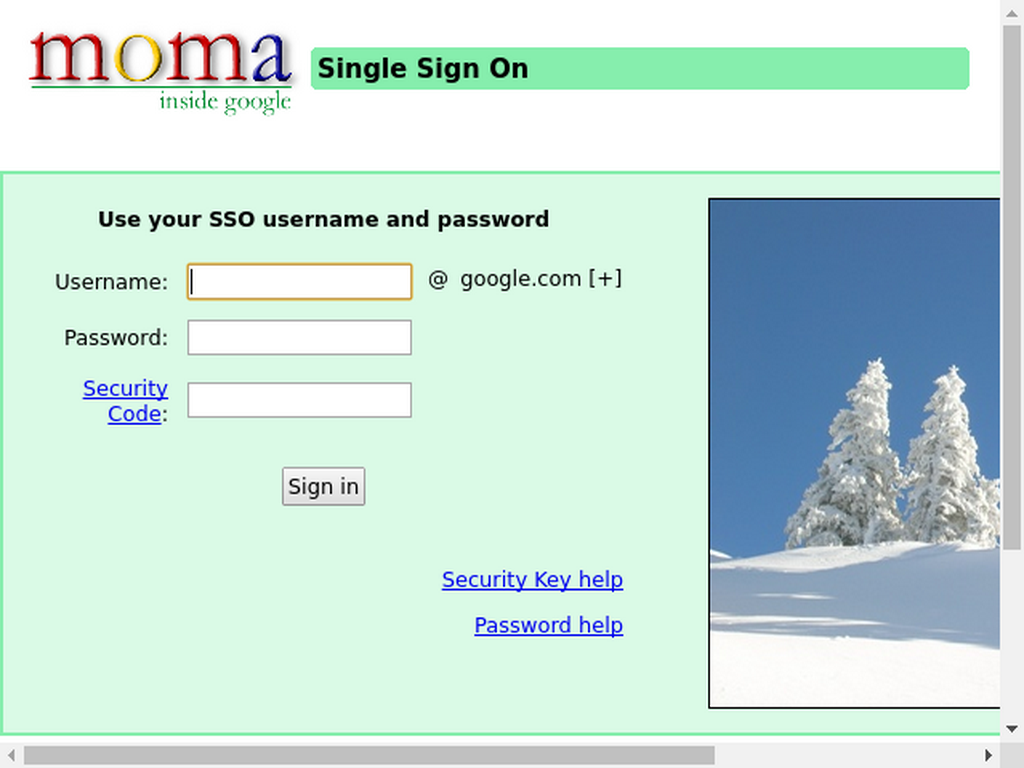 moma
inside google
Single Sign On
Use your SSO username and password
Username:
@ google.com [+]
Password:
Security
Code:
Sign in
Security Key help
Password help